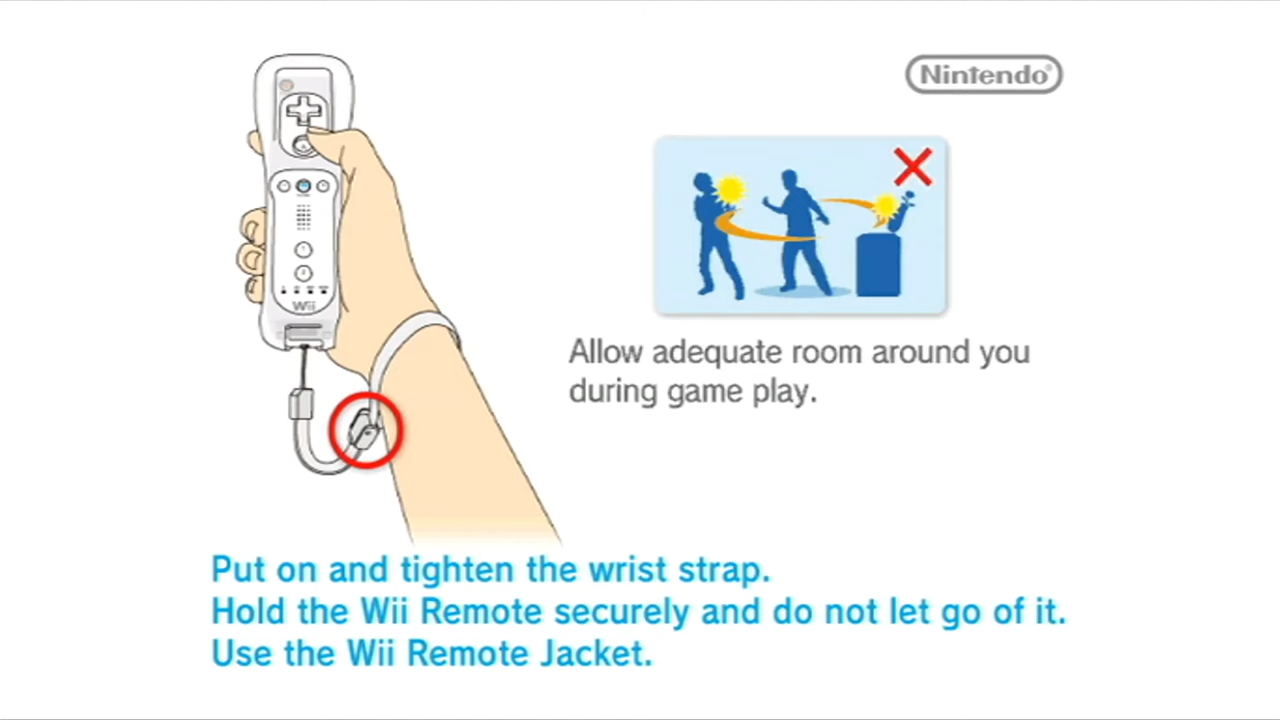 Nintendo®
Wii
Allow adequate room around you
during game play.
Put on and tighten the wrist strap.
Hold the Wii Remote securely and do not let go of it.
Use the Wii Remote Jacket.